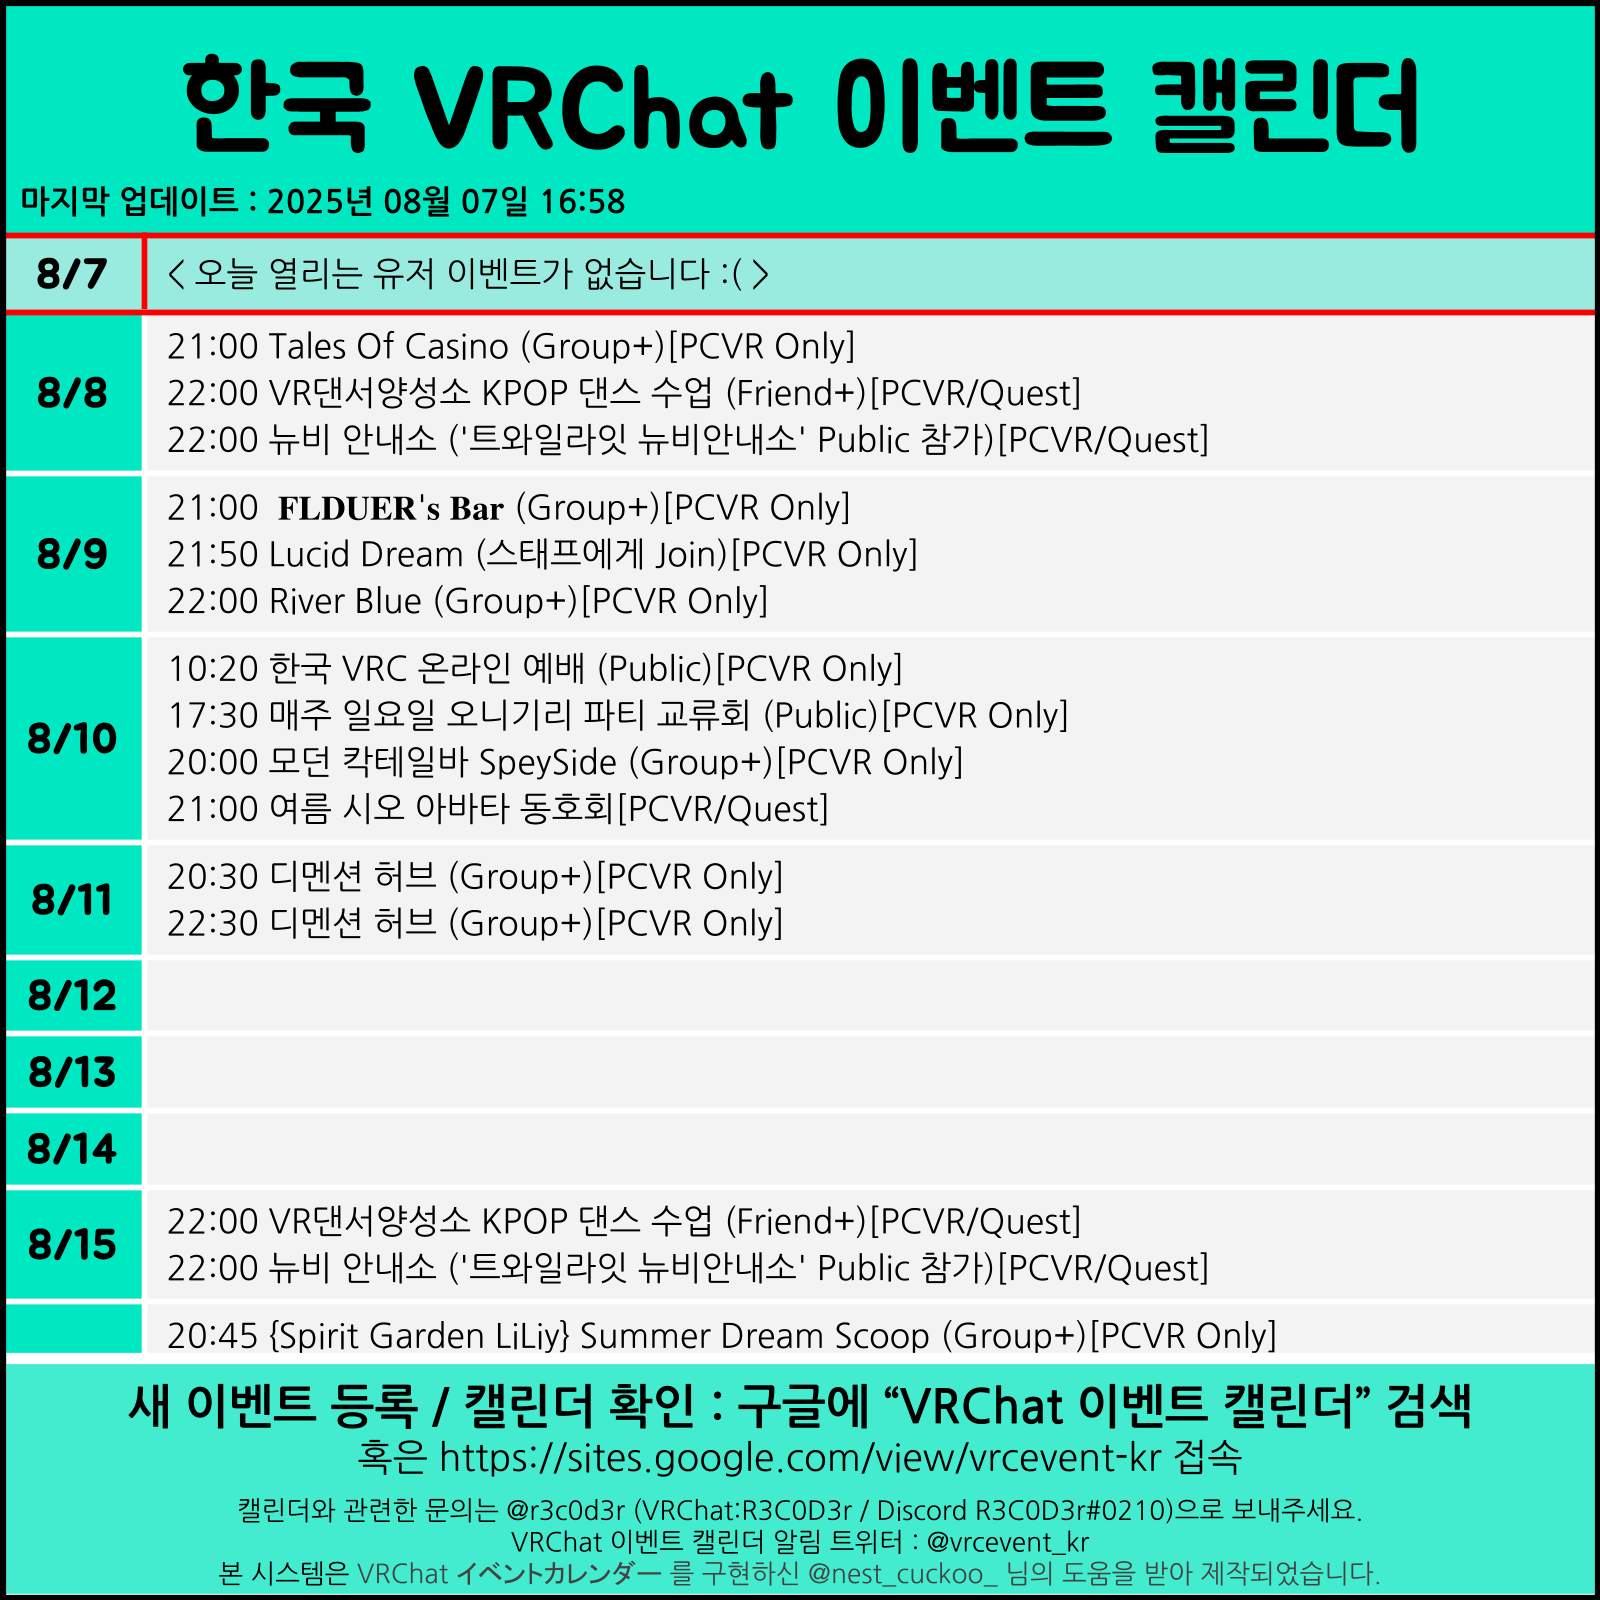 한국 VRChat 이벤트 캘린더
마지막 업데이트 : 2025년 08월 07일 16:58
8/7
< 오늘 열리는 유저 이벤트가 없습니다 :( >
8/8
21:00 Tales Of Casino (Group+)[PCVR Only]
22:00 VR댄서양성소 KPOP 댄스 수업 (Friend+)[PCVR/Quest]
22:00 뉴비 안내소 ('트와일라잇 뉴비안내소' Public 참가)[PCVR/Quest]
8/9
21:00 𝐅𝐋𝐃𝐔𝐄𝐑'𝐬 𝐁𝐚𝐫 (Group+)[PCVR Only]
21:50 Lucid Dream (스태프에게 Join)[PCVR Only]
22:00 River Blue (Group+)[PCVR Only]
8/10
10:20 한국 VRC 온라인 예배 (Public)[PCVR Only]
17:30 매주 일요일 오니기리 파티 교류회 (Public)[PCVR Only]
20:00 모던 칵테일바 SpeySide (Group+)[PCVR Only]
21:00 여름 시오 아바타 동호회[PCVR/Quest]
8/11
20:30 디멘션 허브 (Group+)[PCVR Only]
22:30 디멘션 허브 (Group+)[PCVR Only]
8/12
8/13
8/14
8/15
22:00 VR댄서양성소 KPOP 댄스 수업 (Friend+)[PCVR/Quest]
22:00 뉴비 안내소 ('트와일라잇 뉴비안내소' Public 참가)[PCVR/Quest]
20:45 {Spirit Garden LiLiy} Summer Dream Scoop (Group+)[PCVR Only]
새 이벤트 등록 / 캘린더 확인 : 구글에 “VRChat 이벤트 캘린더” 검색
혹은 https://sites.google.com/view/vrcevent-kr 접속
캘린더와 관련한 문의는 @r3c0d3r (VRChat:R3C0D3r / Discord R3C0D3r#0210)으로 보내주세요.
VRChat 이벤트 캘린더 알림 트위터 : @vrcevent_kr
본 시스템은 VRChat イベントカレンダー 를 구현하신 @nest_cuckoo_ 님의 도움을 받아 제작되었습니다.